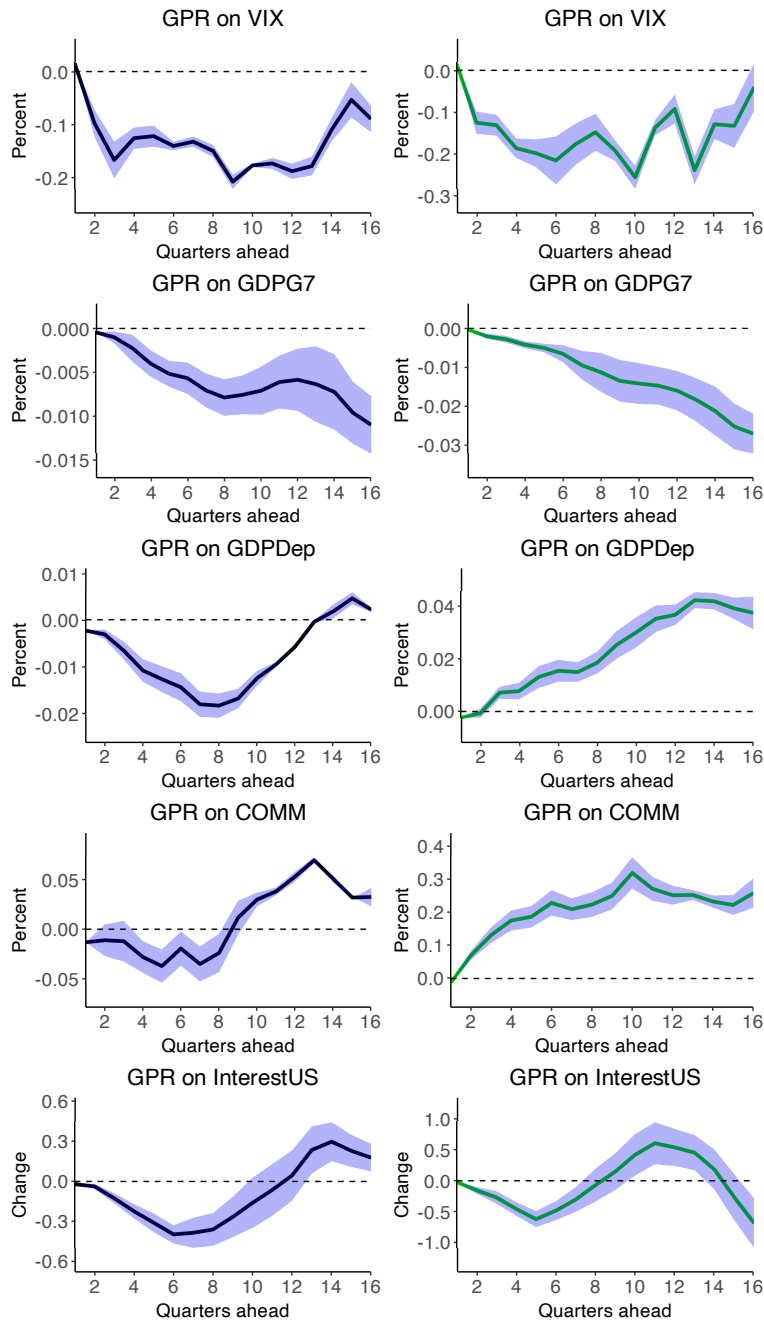 GPR on VIX
GPR on VIX
Percent
0.0
-0.1
-0.2
2 4 6 8 10 12 14 16
Quarters ahead
Percent
0.0
-0.1
-0.2
-0.3
2 4 6 8 10 12 14 16
Quarters ahead
GPR on GDPG7
GPR on GDPG7
Percent
0.000
-0.005
-0.010
-0.015
2 4 6 8 10 12 14 16
Quarters ahead
Percent
0.00
-0.01
-0.02
-0.03
2 4 6 8 10 12 14 16
Quarters ahead
GPR on GDPDep
GPR on GDPDep
Percent
0.01
0.00
-0.01
-0.02
2 4 6 8 10 12 14 16
Quarters ahead
Percent
0.04
0.02
0.00
2 4 6 8 10 12 14 16
Quarters ahead
GPR on COMM
GPR on COMM
Percent
0.05
0.00
-0.05
2 4 6 8 10 12 14 16
Quarters ahead
Percent
0.4
0.3
0.2
0.1
0.0
2 4 6 8 10 12 14 16
Quarters ahead
GPR on InterestUS
GPR on InterestUS
Change
0.6
0.3
0.0
-0.3
-0.6
2 4 6 8 10 12 14 16
Quarters ahead
Change
1.0
0.5
0.0
-0.5
-1.0
2 4 6 8 10 12 14 16
Quarters ahead